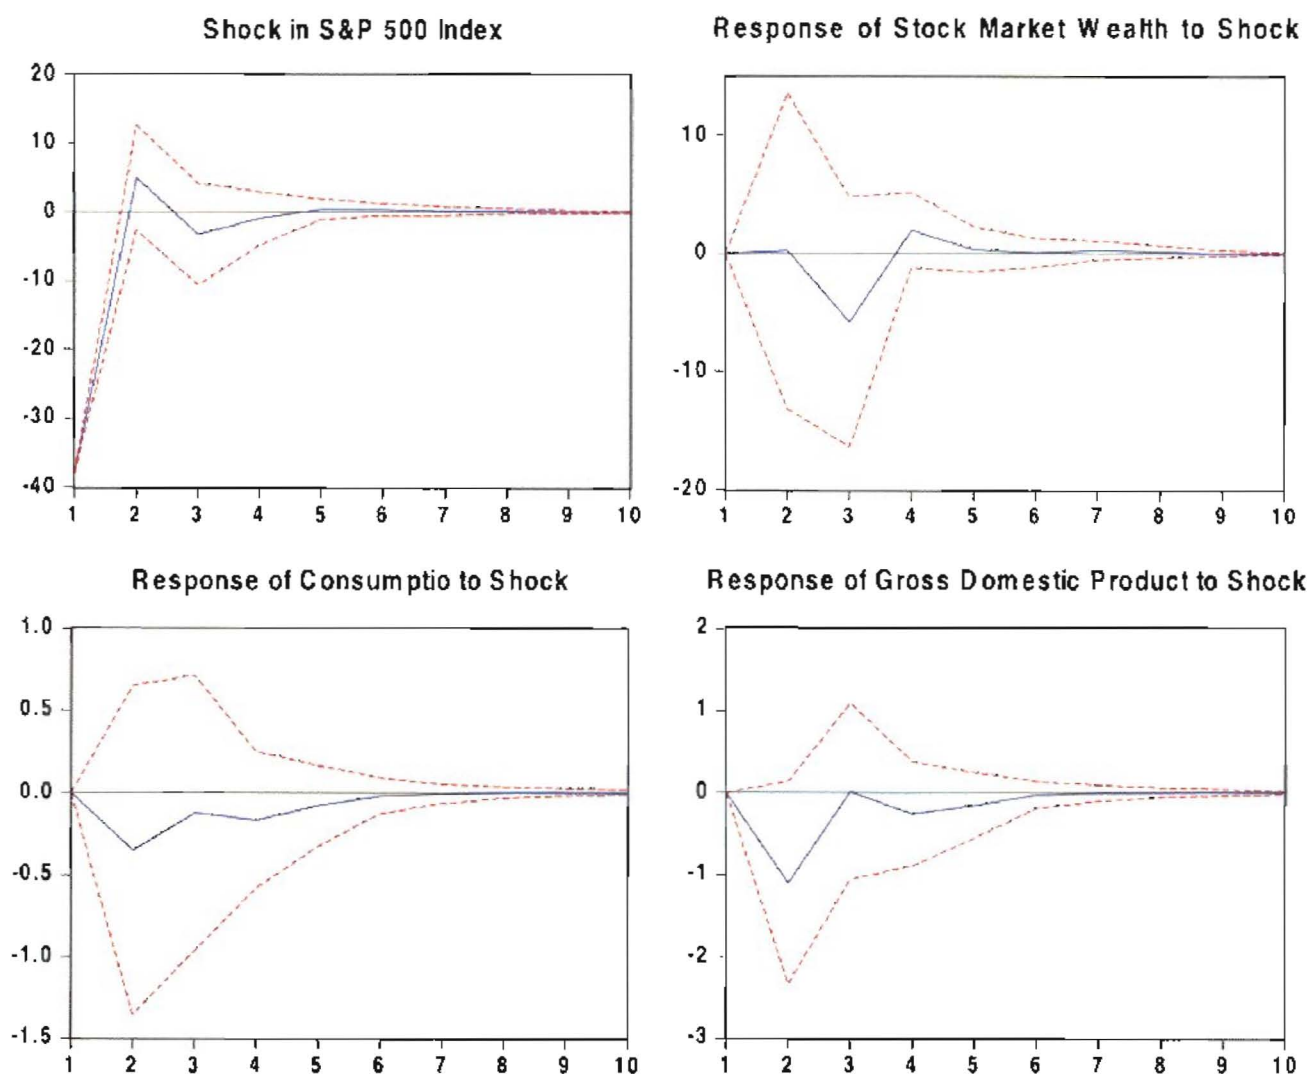 Shock in S&P 500 Index
20
10
0
-10
-20
-30
-40
1 2 3 4 5 6 7 8 9 10
Response of Stock Market Wealth to Shock
10
0
-10
-20
1 2 3 4 5 6 7 8 9 10
Response of Consumptio to Shock
1.0
0.5
0.0
-0.5
-1.0
-1.5
1 2 3 4 5 6 7 8 9 10
Response of Gross Domestic Product to Shock
2
1
0
-1
-2
-3
1 2 3 4 5 6 7 8 9 10